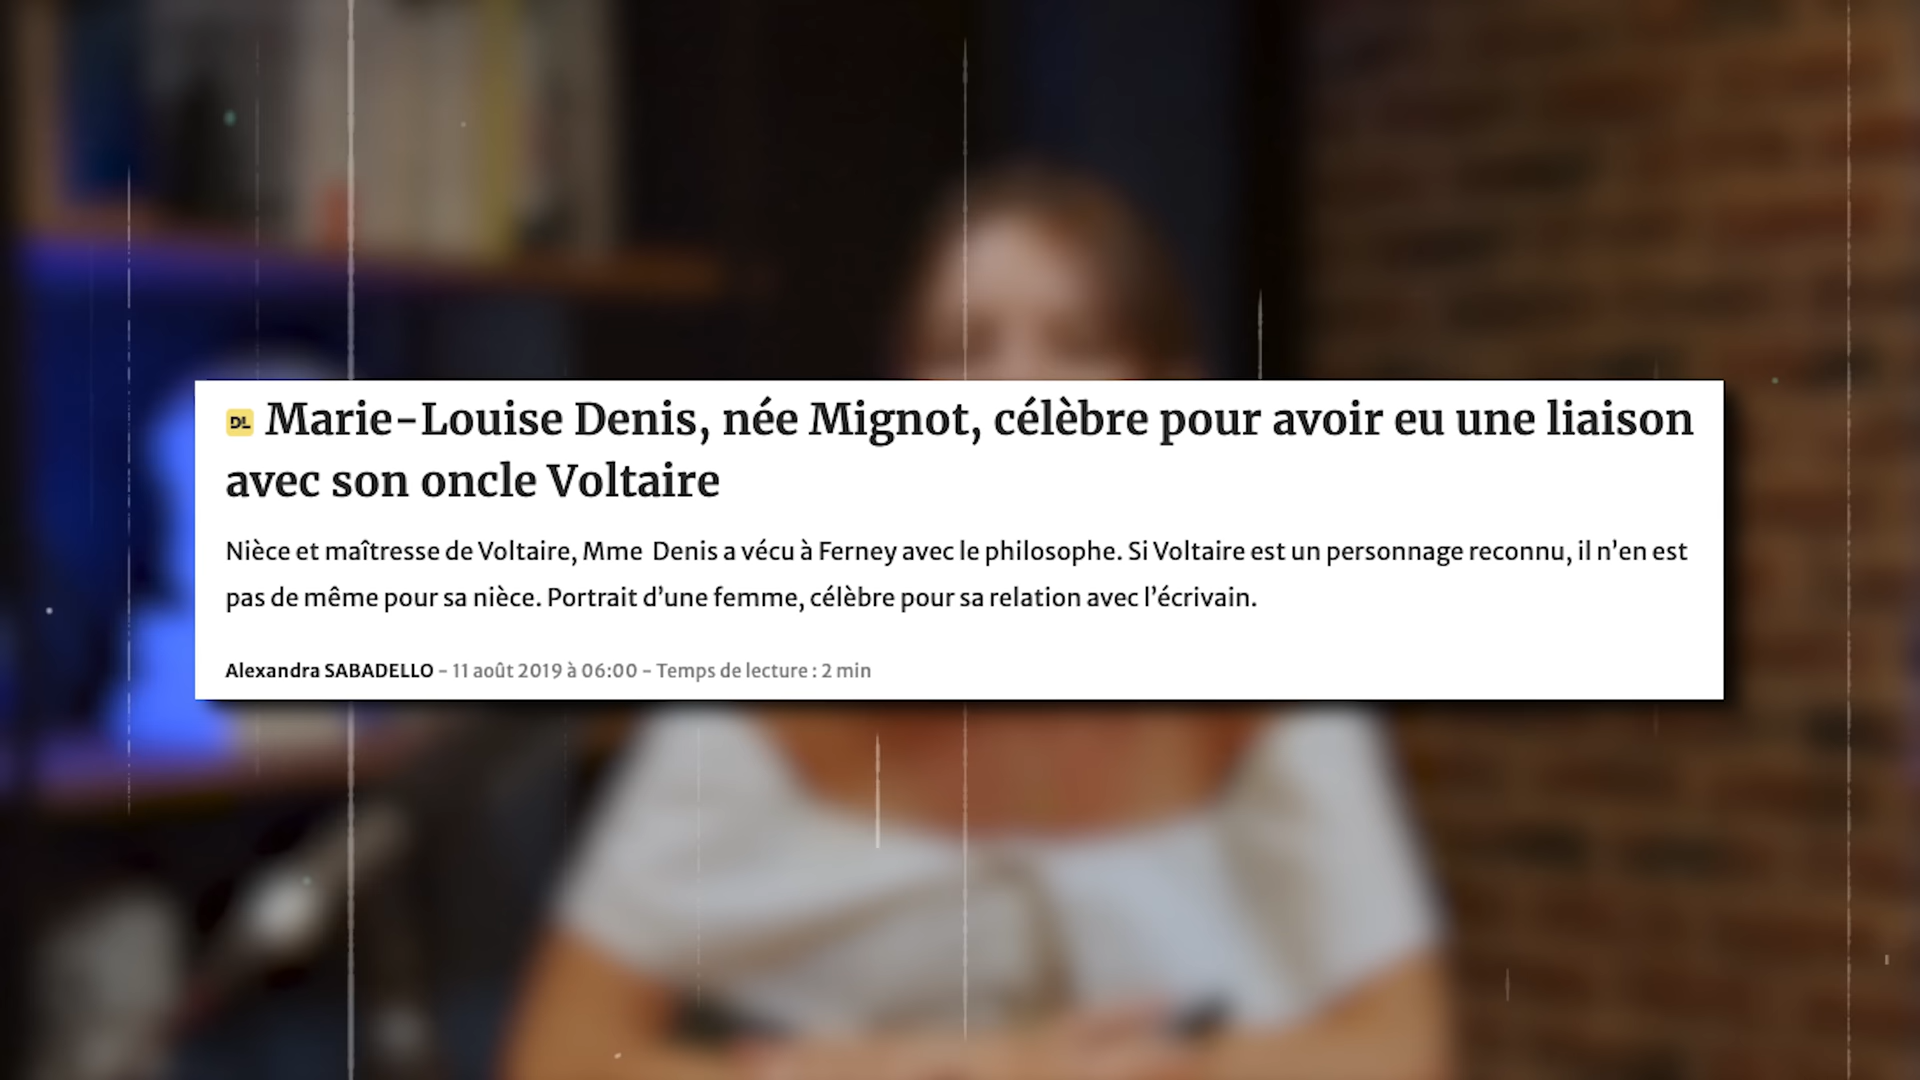 DL Marie-Louise Denis, née Mignot, célèbre pour avoir eu une liaison
avec son oncle Voltaire
Nièce et maîtresse de Voltaire, Mme Denis a vécu à Ferney avec le philosophe. Si Voltaire est un personnage reconnu, il n’en est
pas de même pour sa nièce. Portrait d’une femme, célèbre pour sa relation avec l’écrivain.
Alexandra SABADELLO - 11 août 2019 à 06:00 - Temps de lecture : 2 min